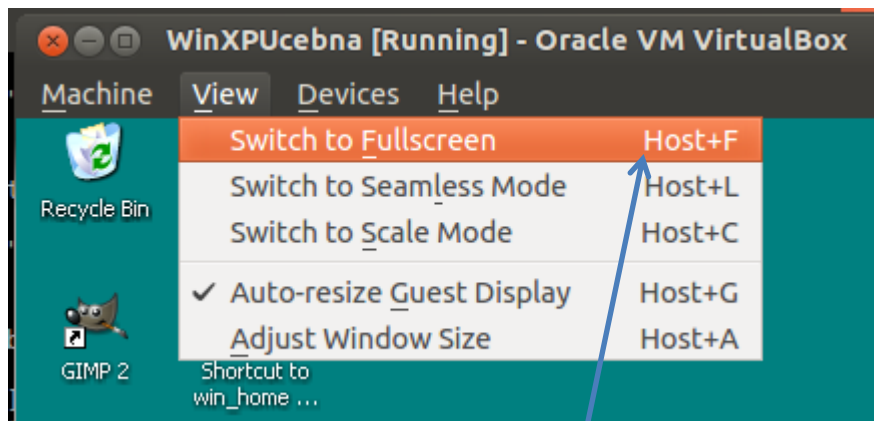 WinXPUcebna [Running] - Oracle VM VirtualBox
Machine View Devices Help
Switch to Fullscreen Host+F
Switch to Seamless Mode Host+L
Switch to Scale Mode Host+C
✓ Auto-resize Guest Display Host+G
Adjust Window Size Host+A
Recycle Bin
GIMP 2
Shortcut to
win_home ...